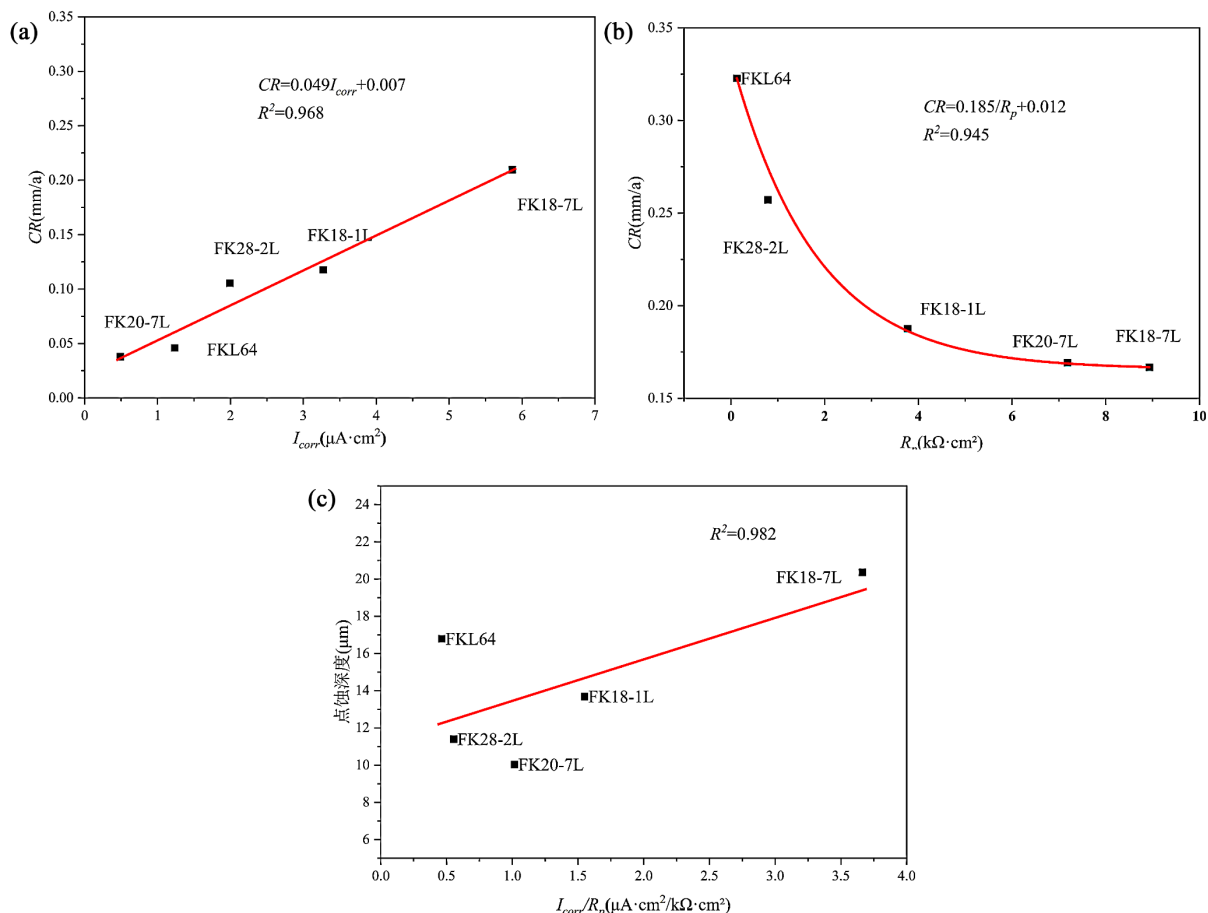 (a)
0.35
0.30
0.25
0.20
0.15
0.10
0.05
0.00
CR(mm/a)
CR=0.049Icorr+0.007
R²=0.968
FK20-7L
FKL64
FK28-2L
FK18-1L
FK18-7L
0 1 2 3 4 5 6 7
Icorr(μA·cm²)
(b)
0.35
0.30
0.25
0.20
0.15
CR(mm/a)
FKL64
CR=0.185/Rp+0.012
R²=0.945
FK28-2L
FK18-1L
FK20-7L
FK18-7L
0 2 4 6 8 10
(kΩ·cm²)
(c)
24
22
20
18
16
14
12
10
8
6
点蚀深度(μm)
R²=0.982
FK18-7L
FKL64
FK18-1L
FK28-2L
FK20-7L
0.0 0.5 1.0 1.5 2.0 2.5 3.0 3.5 4.0
Icorr/Rp(μA·cm²/kΩ·cm²)